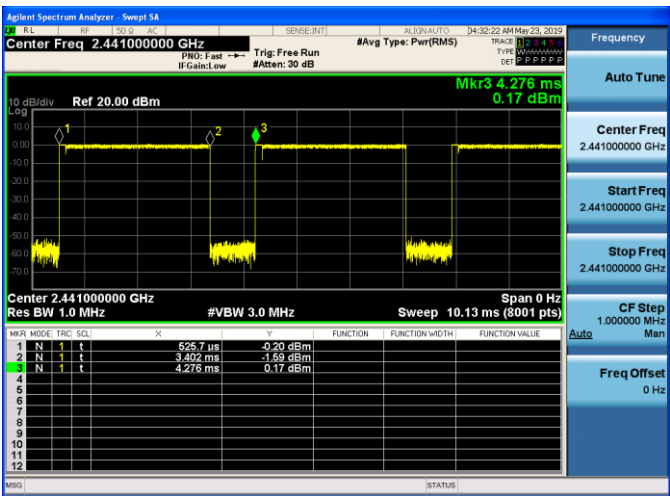 Agilent Spectrum Analyzer - Swept SA
RL RF 50 Ω AC SENSE:INT ALIGNAUTO 04:32:22 AM May 23, 2019
Center Freq 2.441000000 GHz
PNO: Fast
IFGain:Low
Trig: Free Run
#Atten: 30 dB
#Avg Type: Pwr(RMS)
TRACE 1 2 3 4 5 6
TYPE
DET P P P P P P
Mkr3 4.276 ms
0.17 dBm
10 dB/div Ref 20.00 dBm
Log
10.0
0.00
-10.0
-20.0
-30.0
-40.0
-50.0
-60.0
-70.0
1
2
3
Center 2.441000000 GHz Span 0 Hz
Res BW 1.0 MHz #VBW 3.0 MHz Sweep 10.13 ms (8001 pts)
MKR MODE TRC SCL X Y FUNCTION FUNCTION WIDTH FUNCTION VALUE
1 N 1 t 525.7 µs -0.20 dBm
2 N 1 t 3.402 ms -1.59 dBm
3 N 1 t 4.276 ms 0.17 dBm
4
5
6
7
8
9
10
11
12
MSG STATUS
Frequency
Auto Tune
Center Freq
2.441000000 GHz
Start Freq
2.441000000 GHz
Stop Freq
2.441000000 GHz
CF Step
1.000000 MHz
Auto Man
Freq Offset
0 Hz